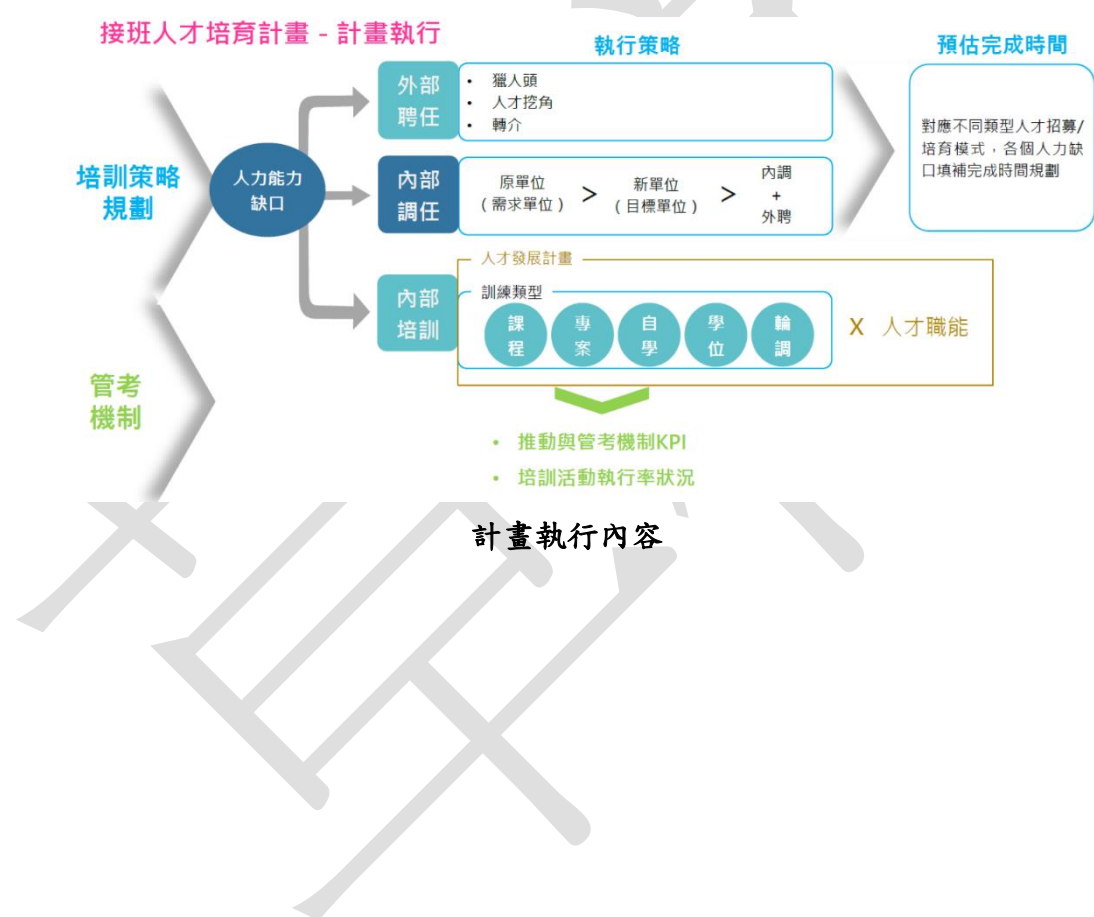 接班人才培育計畫 - 計畫執行
執行策略
預估完成時間
培訓策略
規劃
人力能力
缺口
外部
聘任
• 獵人頭
• 人才挖角
• 轉介
內部
調任
原單位
(需求單位)
>
新單位
(目標單位)
>
內調
+
外聘
對應不同類型人才招募/
培育模式，各個人力缺
口填補完成時間規劃
內部
培訓
人才發展計畫
訓練類型
課
程
專
案
自
學
學
位
輪
調
X 人才職能
管考
機制
• 推動與管考機制KPI
• 培訓活動執行率狀況
計畫執行內容